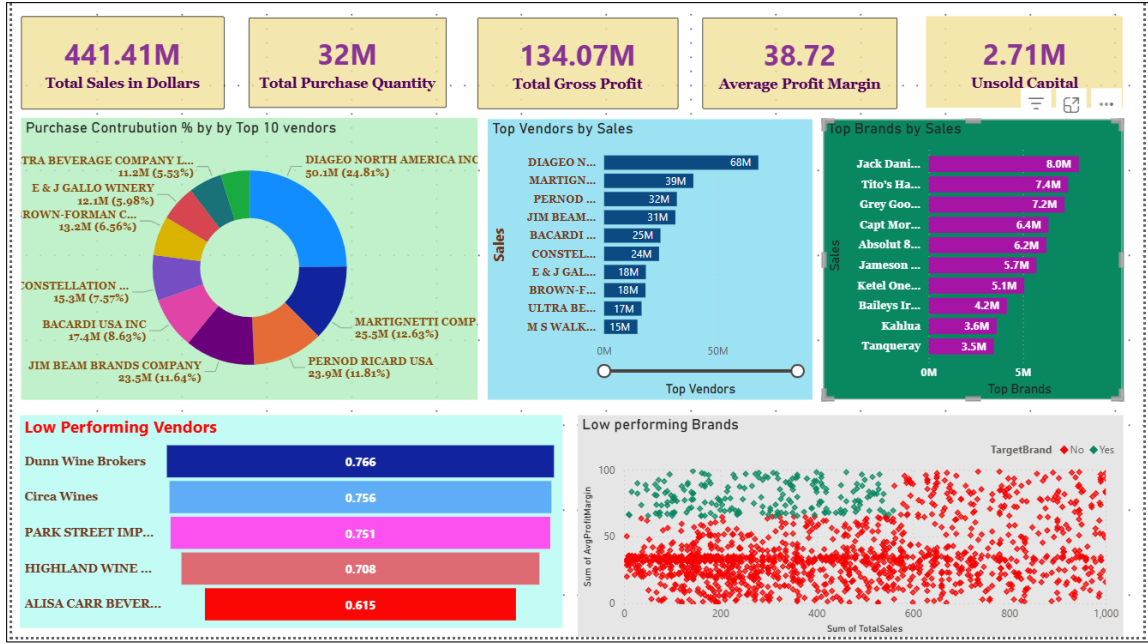 441.41M
Total Sales in Dollars
32M
Total Purchase Quantity
134.07M
Total Gross Profit
38.72
Average Profit Margin
2.71M
Unsold Capital
Purchase Contrubution % by by Top 10 vendors
TRA BEVERAGE COMPANY L...
11.2M (5.53%)
E & J GALLO WINERY
12.1M (5.98%)
ROWN-FORMAN C...
13.2M (6.56%)
CONSTELLATION ...
15.3M (7.57%)
BACARDI USA INC
17.4M (8.63%)
JIM BEAM BRANDS COMPANY
23.5M (11.64%)
DIAGEO NORTH AMERICA INC
50.1M (24.81%)
MARTIGNETTI COMP.
25.5M (12.63%)
PERNOD RICARD USA
23.9M (11.81%)
Top Vendors by Sales
Sales
DIAGEO N... 68M
MARTIGN... 39M
PERNOD ... 32M
JIM BEAM... 31M
BACARDI ... 25M
CONSTEL... 24M
E & J GAL... 18M
BROWN-F... 18M
ULTRA BE... 17M
M S WALK... 15M
0M 50M
Top Vendors
Top Brands by Sales
Sales
Jack Dani... 8.0M
Tito's Ha... 7.4M
Grey Goo... 7.2M
Capt Mor... 6.4M
Absolut 8... 6.2M
Jameson ... 5.7M
Ketel One... 5.1M
Baileys Ir... 4.2M
Kahlua 3.6M
Tanqueray 3.5M
0M 5M
Top Brands
Low Performing Vendors
Dunn Wine Brokers 0.766
Circa Wines 0.756
PARK STREET IMP... 0.751
HIGHLAND WINE ... 0.708
ALISA CARR BEVER... 0.615
Low performing Brands
TargetBrand No Yes
Sum of AvgProfitMargin
100
50
0
0 200 400 600 800 1,000
Sum of TotalSales